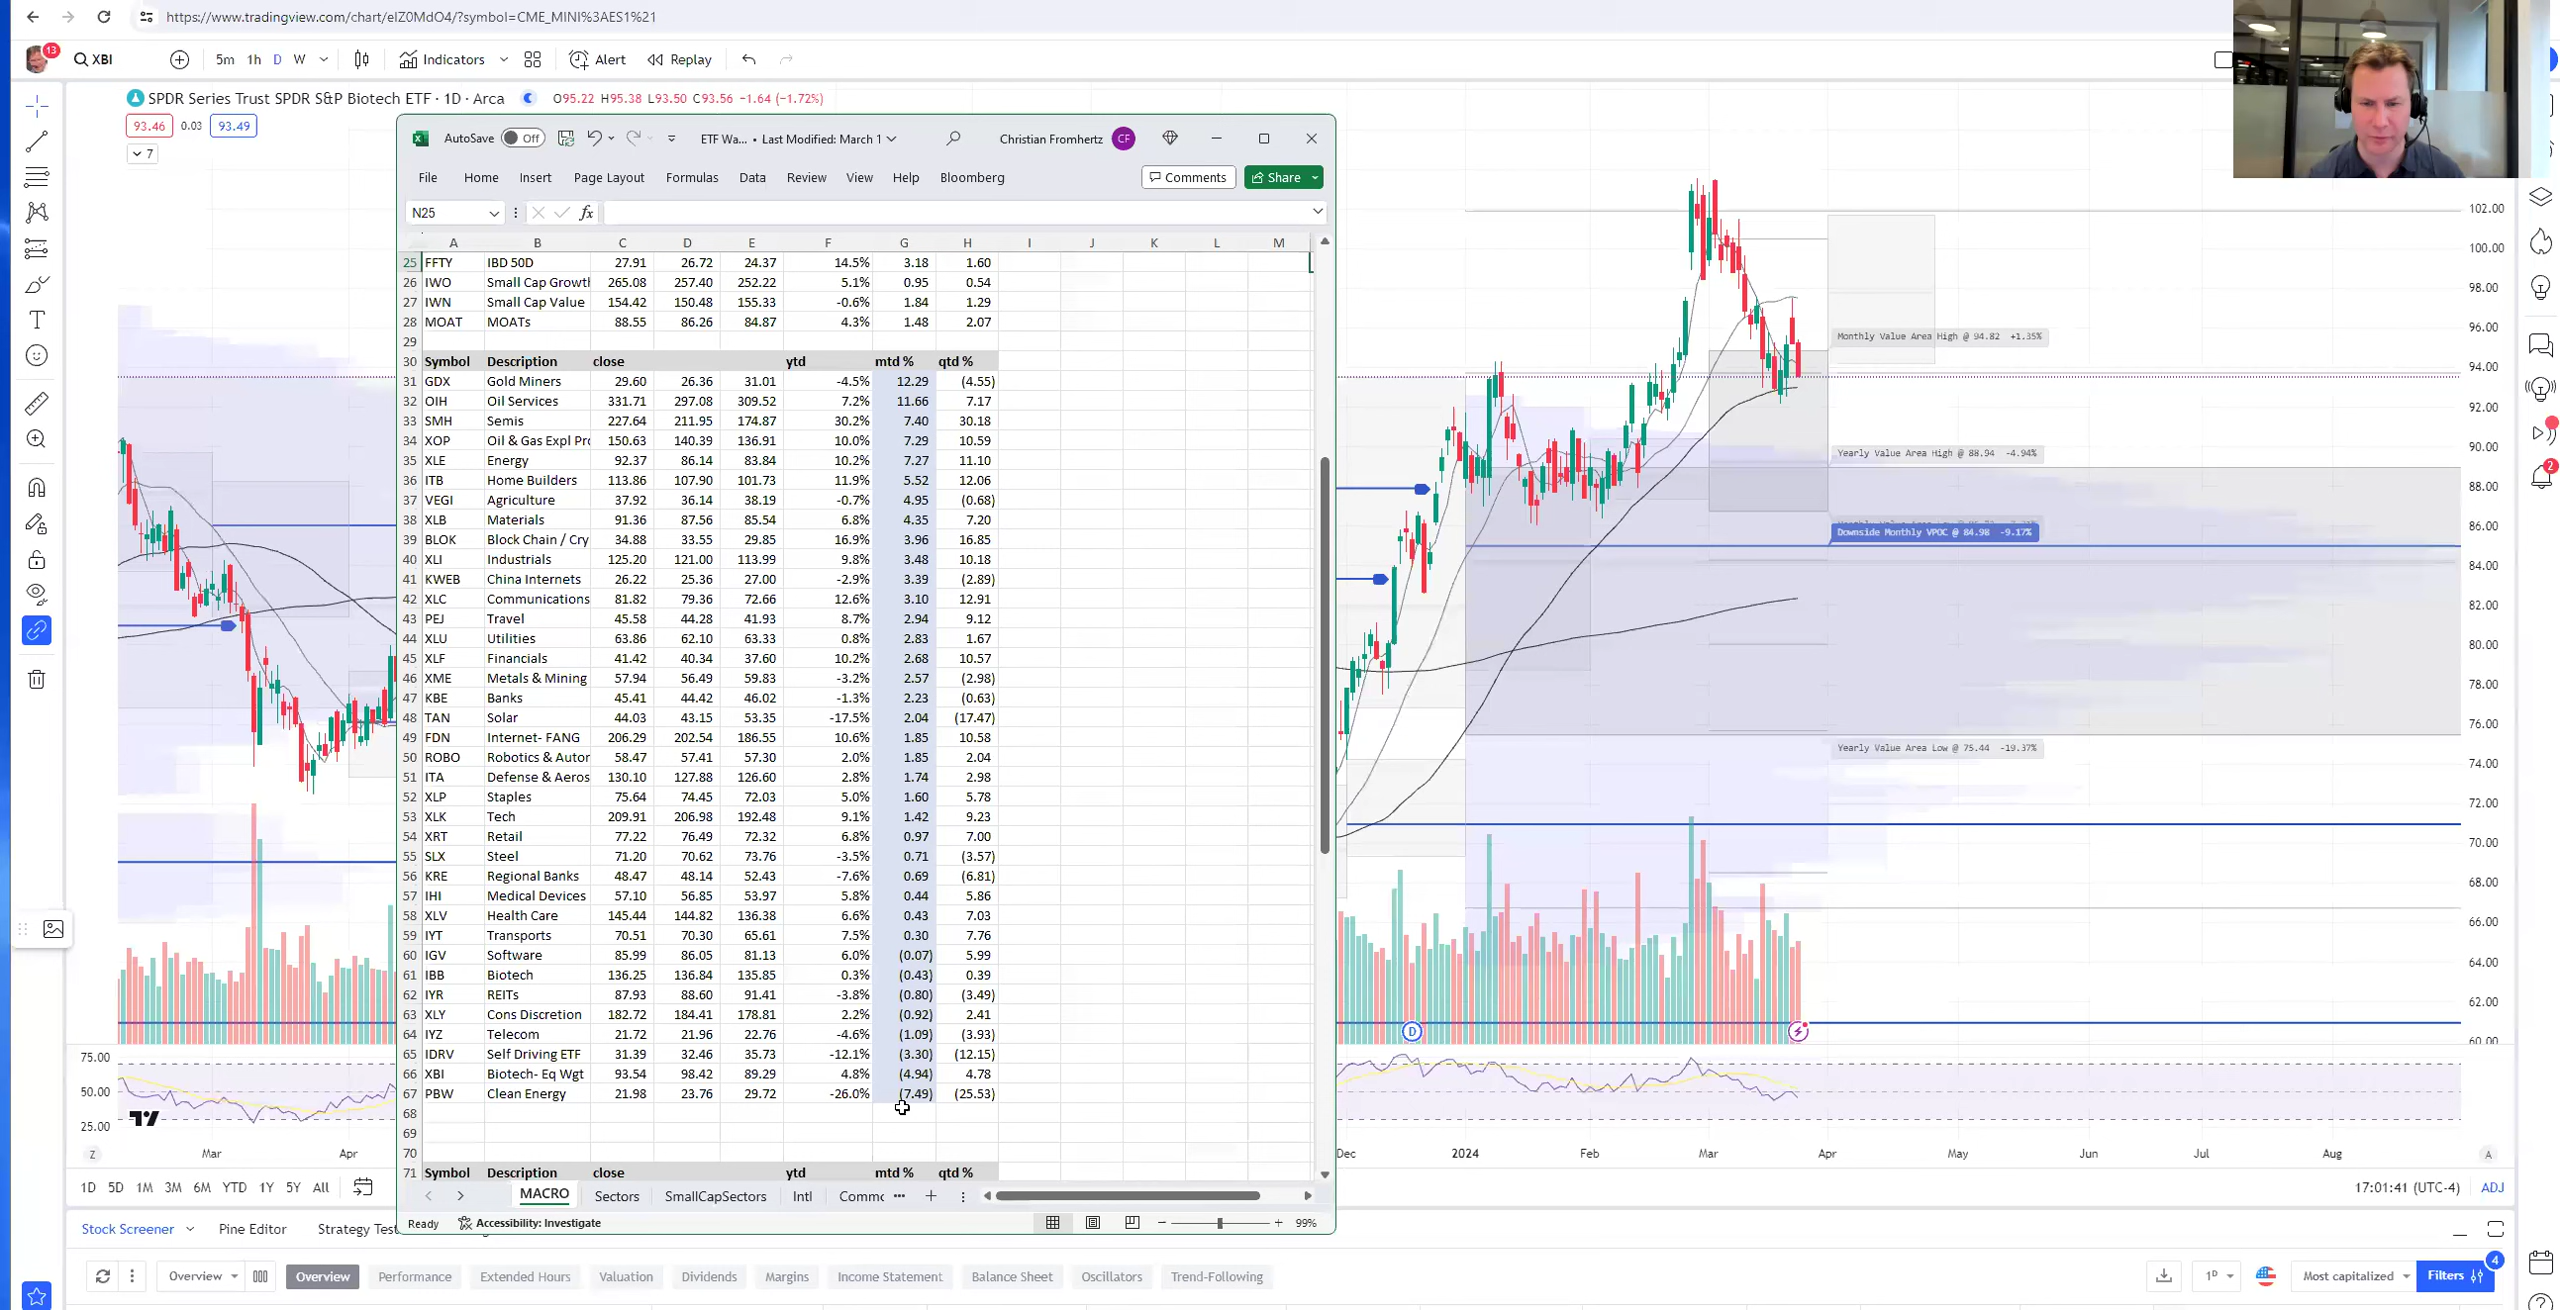 https://www.tradingview.com/chart/eIZ0MdO4/?symbol=CME_MINI%3AES1%21
13 XBI 5m 1h D W Indicators Alert Replay
SPDR Series Trust SPDR S&P Biotech ETF · 1D · Arca O95.22 H95.38 L93.50 C93.56 −1.64 (−1.72%)
93.46 0.03 93.49
7
AutoSave Off ETF Wa... • Last Modified: March 1 Christian Fromhertz CF
File Home Insert Page Layout Formulas Data Review View Help Bloomberg Comments Share
N25 fx
A B C D E F G H I J K L M
25 FFTY IBD 50D 27.91 26.72 24.37 14.5% 3.18 1.60
26 IWO Small Cap Growth 265.08 257.40 252.22 5.1% 0.95 0.54
27 IWN Small Cap Value 154.42 150.48 155.33 -0.6% 1.84 1.29
28 MOAT MOATs 88.55 86.26 84.87 4.3% 1.48 2.07
29
30 Symbol Description close ytd mtd % qtd %
31 GDX Gold Miners 29.60 26.36 31.01 -4.5% 12.29 (4.55)
32 OIH Oil Services 331.71 297.08 309.52 7.2% 11.66 7.17
33 SMH Semis 227.64 211.95 174.87 30.2% 7.40 30.18
34 XOP Oil & Gas Expl Pro 150.63 140.39 136.91 10.0% 7.29 10.59
35 XLE Energy 92.37 86.14 83.84 10.2% 7.27 11.10
36 ITB Home Builders 113.86 107.90 101.73 11.9% 5.52 12.06
37 VEGI Agriculture 37.92 36.14 38.19 -0.7% 4.95 (0.68)
38 XLB Materials 91.36 87.56 85.54 6.8% 4.35 7.20
39 BLOK Block Chain / Cry 34.88 33.55 29.85 16.9% 3.96 16.85
40 XLI Industrials 125.20 121.00 113.99 9.8% 3.48 10.18
41 KWEB China Internets 26.22 25.36 27.00 -2.9% 3.39 (2.89)
42 XLC Communications 81.82 79.36 72.66 12.6% 3.10 12.91
43 PEJ Travel 45.58 44.28 41.93 8.7% 2.94 9.12
44 XLU Utilities 63.86 62.10 63.33 0.8% 2.83 1.67
45 XLF Financials 41.42 40.34 37.60 10.2% 2.68 10.57
46 XME Metals & Mining 57.94 56.49 59.83 -3.2% 2.57 (2.98)
47 KBE Banks 45.41 44.42 46.02 -1.3% 2.23 (0.63)
48 TAN Solar 44.03 43.15 53.35 -17.5% 2.04 (17.47)
49 FDN Internet- FANG 206.29 202.54 186.55 10.6% 1.85 10.58
50 ROBO Robotics & Autor 58.47 57.41 57.30 2.0% 1.85 2.04
51 ITA Defense & Aeros 130.10 127.88 126.60 2.8% 1.74 2.98
52 XLP Staples 75.64 74.45 72.03 5.0% 1.60 5.78
53 XLK Tech 209.91 206.98 192.48 9.1% 1.42 9.23
54 XRT Retail 77.22 76.49 72.32 6.8% 0.97 7.00
55 SLX Steel 71.20 70.62 73.76 -3.5% 0.71 (3.57)
56 KRE Regional Banks 48.47 48.14 52.43 -7.6% 0.69 (6.81)
57 IHI Medical Devices 57.10 56.85 53.97 5.8% 0.44 5.86
58 XLV Health Care 145.44 144.82 136.38 6.6% 0.43 7.03
59 IYT Transports 70.51 70.30 65.61 7.5% 0.30 7.76
60 IGV Software 85.99 86.05 81.13 6.0% (0.07) 5.99
61 IBB Biotech 136.25 136.84 135.85 0.3% (0.43) 0.39
62 IYR REITs 87.93 88.60 91.41 -3.8% (0.80) (3.49)
63 XLY Cons Discretion 182.72 184.41 178.81 2.2% (0.92) 2.41
64 IYZ Telecom 21.72 21.96 22.76 -4.6% (1.09) (3.93)
65 IDRV Self Driving ETF 31.39 32.46 35.73 -12.1% (3.30) (12.15)
66 XBI Biotech- Eq Wgt 93.54 98.42 89.29 4.8% (4.94) 4.78
67 PBW Clean Energy 21.98 23.76 29.72 -26.0% (7.49) (25.53)
68
69
70
71 Symbol Description close ytd mtd % qtd %
MACRO Sectors SmallCapSectors Intl Commc ...
Ready Accessibility: Investigate 99%
102.00
100.00
98.00
96.00
Monthly Value Area High @ 94.82 +1.35%
94.00
92.00
90.00
Yearly Value Area High @ 88.94 -4.94%
88.00
86.00
Downside Monthly VPOC @ 84.98 -9.17%
84.00
82.00
80.00
78.00
76.00
Yearly Value Area Low @ 75.44 -19.37%
74.00
72.00
70.00
68.00
66.00
64.00
62.00
60.00
D
75.00
50.00
25.00
Z Mar Apr Dec 2024 Feb Mar Apr May Jun Jul Aug A
1D 5D 1M 3M 6M YTD 1Y 5Y All 17:01:41 (UTC-4) ADJ
Stock Screener Pine Editor Strategy Test
Overview Overview Performance Extended Hours Valuation Dividends Margins Income Statement Balance Sheet Oscillators Trend-Following 1D Most capitalized Filters 4
2